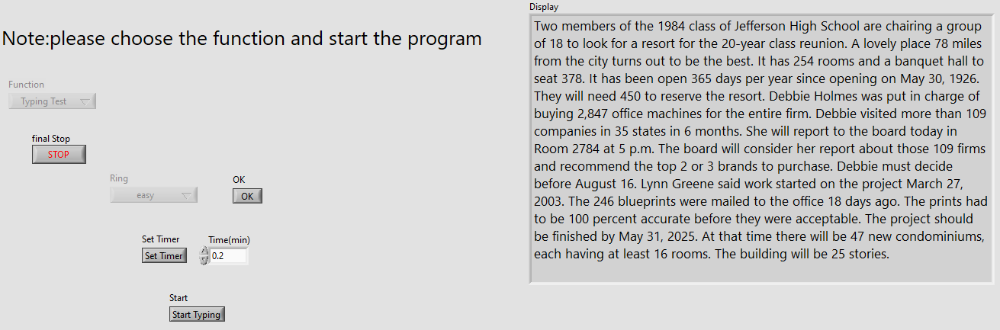 Note:please choose the function and start the program
Function
Typing Test
final Stop
STOP
Ring
easy
OK
OK
Set Timer
Time(min)
Set Timer
0.2
Start
Start Typing
Display
Two members of the 1984 class of Jefferson High School are chairing a group
of 18 to look for a resort for the 20-year class reunion. A lovely place 78 miles
from the city turns out to be the best. It has 254 rooms and a banquet hall to
seat 378. It has been open 365 days per year since opening on May 30, 1926.
They will need 450 to reserve the resort. Debbie Holmes was put in charge of
buying 2,847 office machines for the entire firm. Debbie visited more than 109
companies in 35 states in 6 months. She will report to the board today in
Room 2784 at 5 p.m. The board will consider her report about those 109 firms
and recommend the top 2 or 3 brands to purchase. Debbie must decide
before August 16. Lynn Greene said work started on the project March 27,
2003. The 246 blueprints were mailed to the office 18 days ago. The prints had
to be 100 percent accurate before they were acceptable. The project should
be finished by May 31, 2025. At that time there will be 47 new condominiums,
each having at least 16 rooms. The building will be 25 stories.